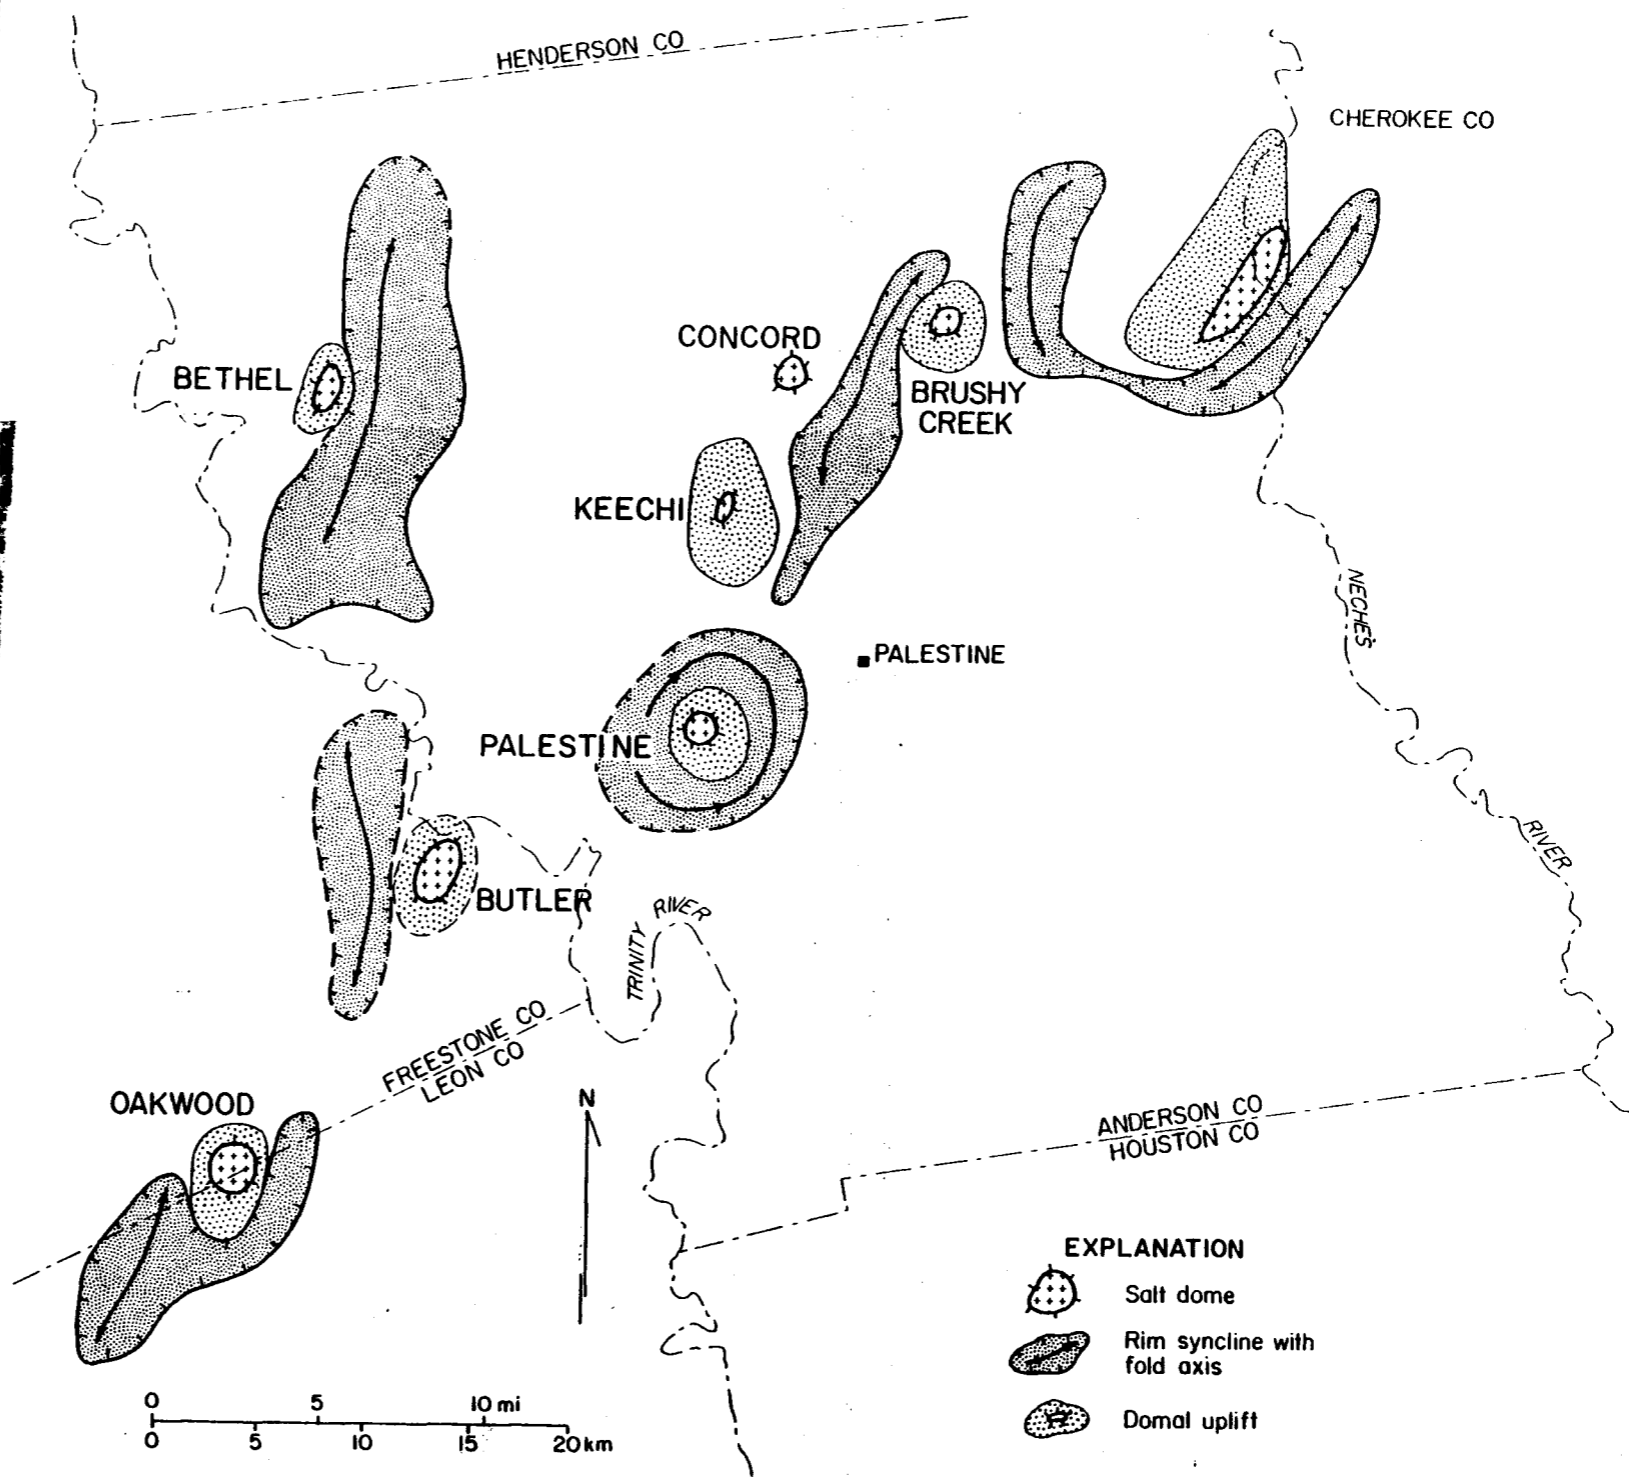 HENDERSON CO
CHEROKEE CO
CONCORD
BETHEL
BRUSHY
CREEK
KEECHI
NECHES
PALESTINE
PALESTINE
RIVER
BUTLER
TRINITY RIVER
FREESTONE CO
LEON CO
OAKWOOD
N
ANDERSON CO
HOUSTON CO
EXPLANATION
Salt dome
Rim syncline with
fold axis
Domal uplift
0 5 10 mi
0 5 10 15 20 km